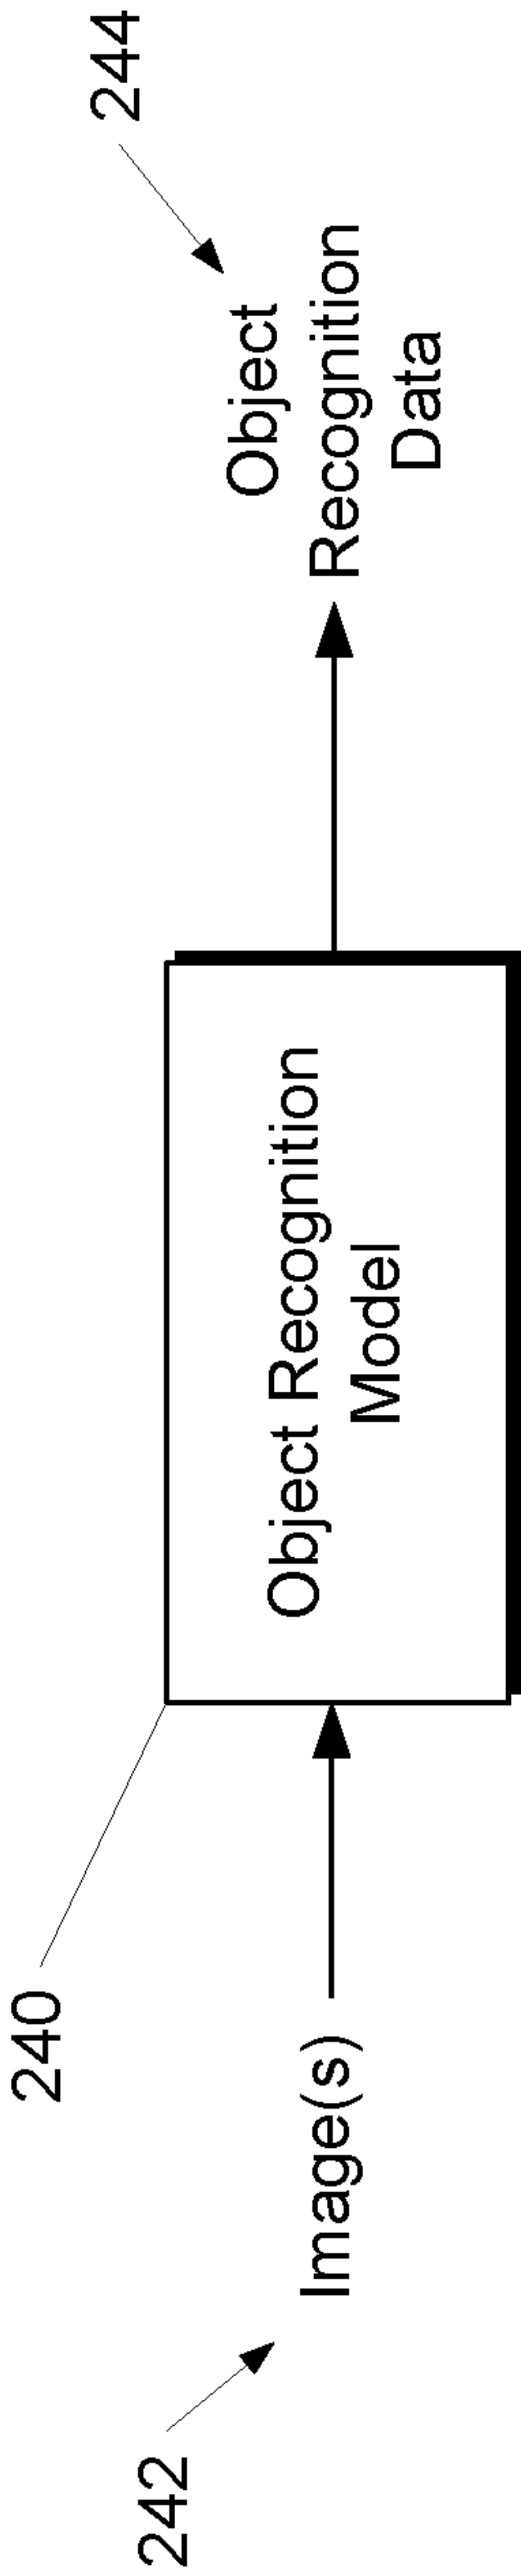 240
242
Image(s)
Object Recognition
Model
244
Object
Recognition
Data